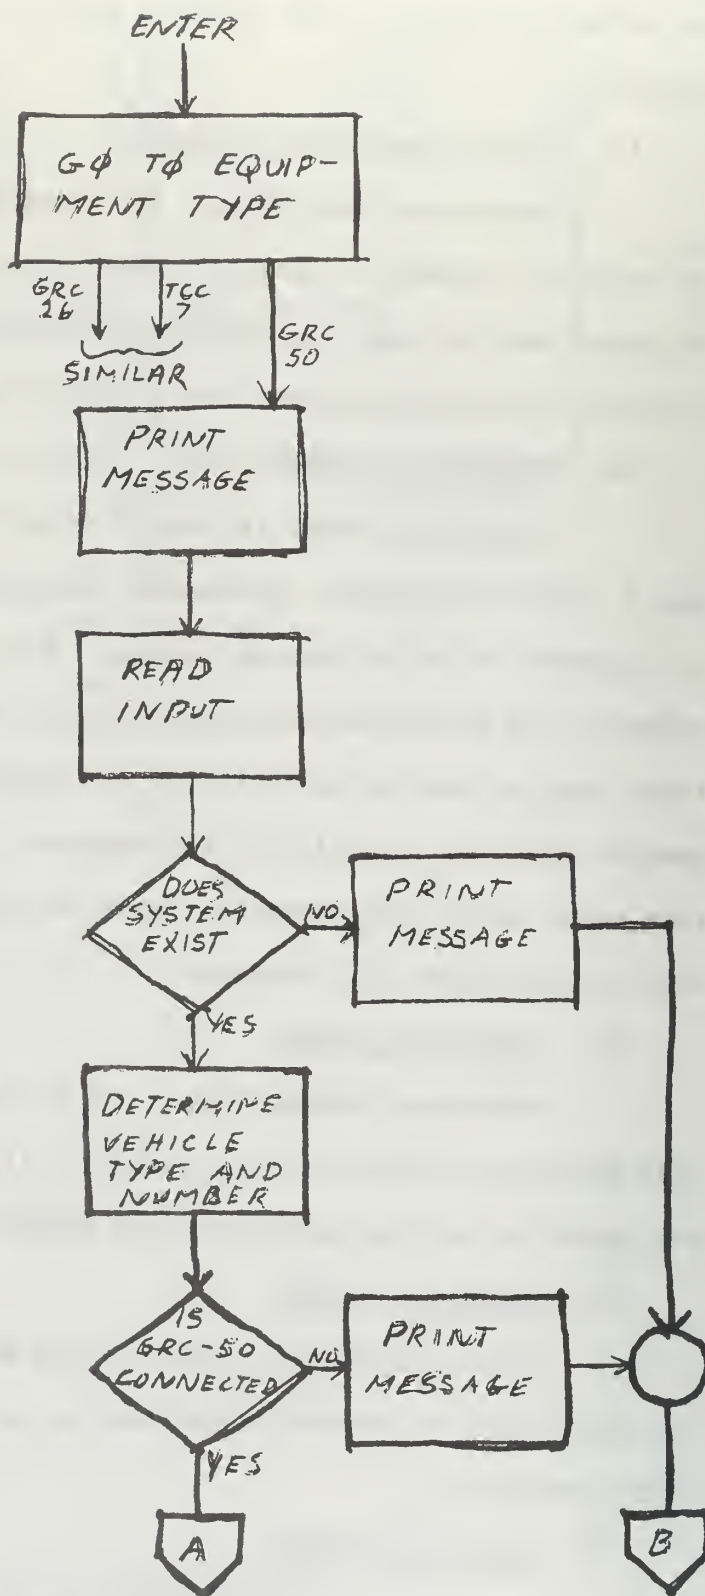 ENTER
GØ TØ EQUIP-
MENT TYPE
GRC
26
TCC
7
GRC
50
SIMILAR
PRINT
MESSAGE
READ
INPUT
DOES
SYSTEM
EXIST
NO
PRINT
MESSAGE
YES
DETERMINE
VEHICLE
TYPE AND
NUMBER
IS
GRC-50
CONNECTED
NO
PRINT
MESSAGE
YES
A
B